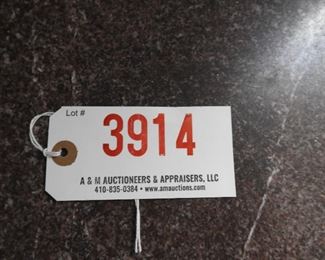 Lot #
3914
A & M AUCTIONEERS & APPRAISERS, LLC
410-835-0384 • www.amauctions.com